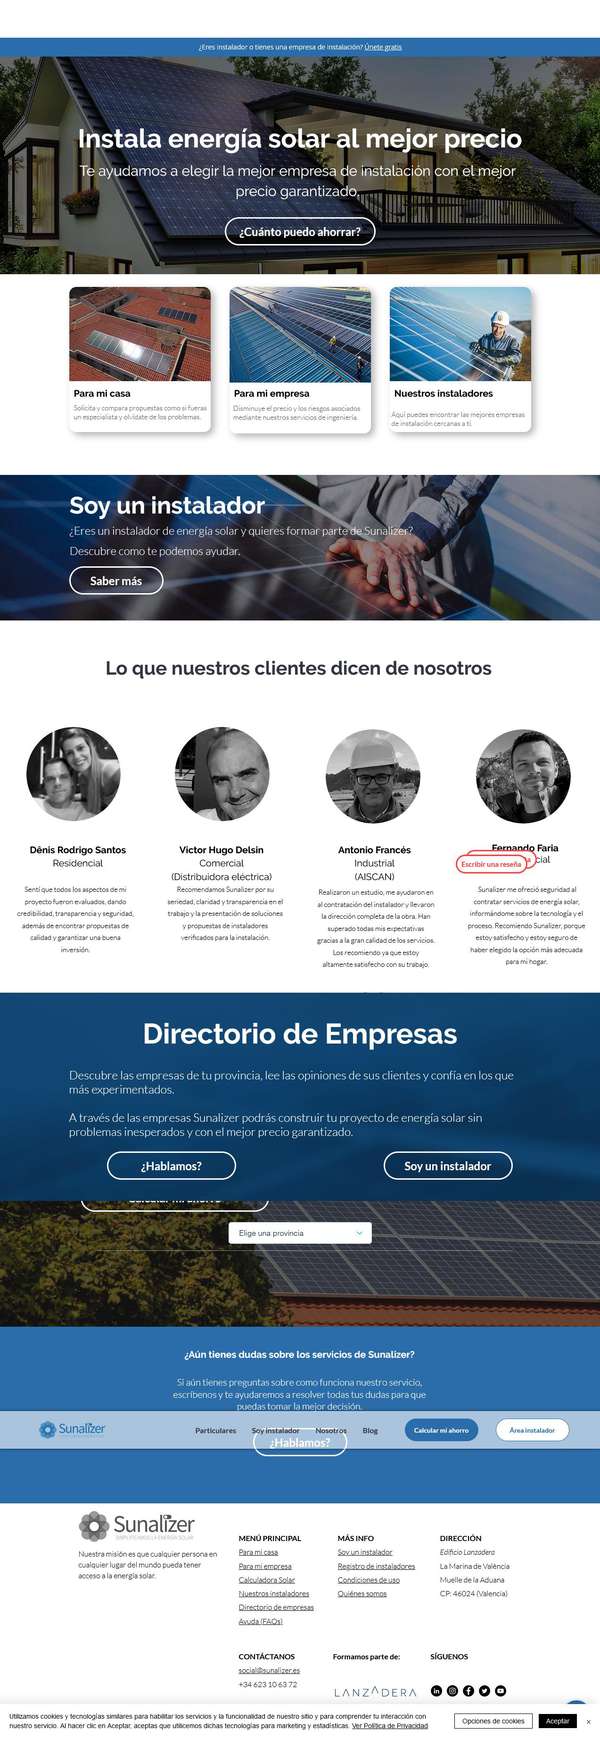 ¿Eres instalador o tienes una empresa de instalación? Únete gratis
Instala energía solar al mejor precio
Te ayudamos a elegir la mejor empresa de instalación con el mejor
precio garantizado.
¿Cuánto puedo ahorrar?
Para mi casa
Solicita y compara propuestas como si fueras
un especialista y olvídate de los problemas.
Para mi empresa
Disminuye el precio y los riesgos asociados
mediante nuestros servicios de ingeniería.
Nuestros instaladores
Aquí puedes encontrar las mejores empresas
de instalación cercanas a tí.
Soy un instalador
¿Eres un instalador de energía solar y quieres formar parte de Sunalizer?
Descubre como te podemos ayudar.
Saber más
Lo que nuestros clientes dicen de nosotros
Dênis Rodrigo Santos
Residencial
Sentí que todos los aspectos de mi
proyecto fueron evaluados, dando
credibilidad, transparencia y seguridad,
además de encontrar propuestas de
calidad y garantizar una buena
inversión.
Victor Hugo Delsin
Comercial
(Distribuidora eléctrica)
Recomendamos Sunalizer por su
seriedad, claridad y transparencia en el
trabajo y la presentación de soluciones
y propuestas de instaladores
verificados para la instalación.
Antonio Francés
Industrial
(AISCAN)
Realizaron un estudio, me ayudaron en
al contratación del instalador y llevaron
la dirección completa de la obra. Han
superado todas mis expectativas
gracias a la gran calidad de los servicios.
Los recomiendo ya que estoy
altamente satisfecho con su trabajo.
Fernando Faria
cial
Escribir una reseña
Sunalizer me ofreció seguridad al
contratar servicios de energía solar,
informándome sobre la tecnología y el
proceso. Recomiendo Sunalizer, porque
estoy satisfecho y estoy seguro de
haber elegido la opción más adecuada
para mi hogar.
Directorio de Empresas
Descubre las empresas de tu provincia, lee las opiniones de sus clientes y confía en los que
más experimentados.
A través de las empresas Sunalizer podrás construir tu proyecto de energía solar sin
problemas inesperados y con el mejor precio garantizado.
¿Hablamos?
Soy un instalador
Calcular mi ahorro
Elige una provincia
¿Aún tienes dudas sobre los servicios de Sunalizer?
Si aún tienes preguntas sobre como funciona nuestro servicio,
escríbenos y te ayudaremos a resolver todas tus dudas para que
puedas tomar la mejor decisión.
Sunalizer
Particulares
Soy instalador
Nosotros
Blog
Calcular mi ahorro
Área instalador
¿Hablamos?
Sunalizer
SIMPLIFICAMOS LA ENERGÍA SOLAR
Nuestra misión es que cualquier persona en
cualquier lugar del mundo pueda tener
acceso a la energía solar.
MENÚ PRINCIPAL
Para mi casa
Para mi empresa
Calculadora Solar
Nuestros instaladores
Directorio de empresas
Ayuda (FAQs)
MÁS INFO
Soy un instalador
Registro de instaladores
Condiciones de uso
Quiénes somos
DIRECCIÓN
Edificio Lanzadera
La Marina de València
Muelle de la Aduana
CP: 46024 (Valencia)
CONTÁCTANOS
social@sunalizer.es
+34 623 10 63 72
Formamos parte de:
LANZADERA
SÍGUENOS
Utilizamos cookies y tecnologías similares para habilitar los servicios y la funcionalidad de nuestro sitio y para comprender tu interacción con
nuestro servicio. Al hacer clic en Aceptar, aceptas que utilicemos dichas tecnologías para marketing y estadísticas. Ver Política de Privacidad
Opciones de cookies
Aceptar